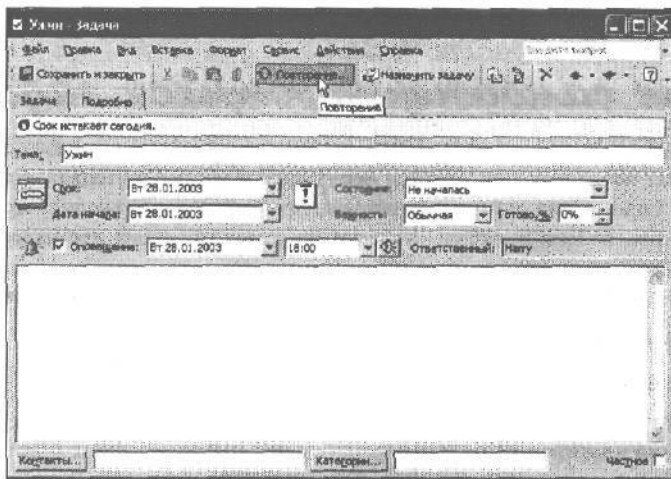 Ужин - Задача
Файл Правка Вид Вставка Формат Сервис Действия Справка
Сохранить и закрыть Повторение... Назначить задачу
Задача Подробно
Повторение
Срок истекает сегодня.
Тема: Ужин
Срок: Вт 28.01.2003 Состояние: Не началась
Дата начала: Вт 28.01.2003 Важность: Обычная Готово, % 0%
Оповещение: Вт 28.01.2003 18:00 Ответственный: Harry
Контакты... Категории... Частное